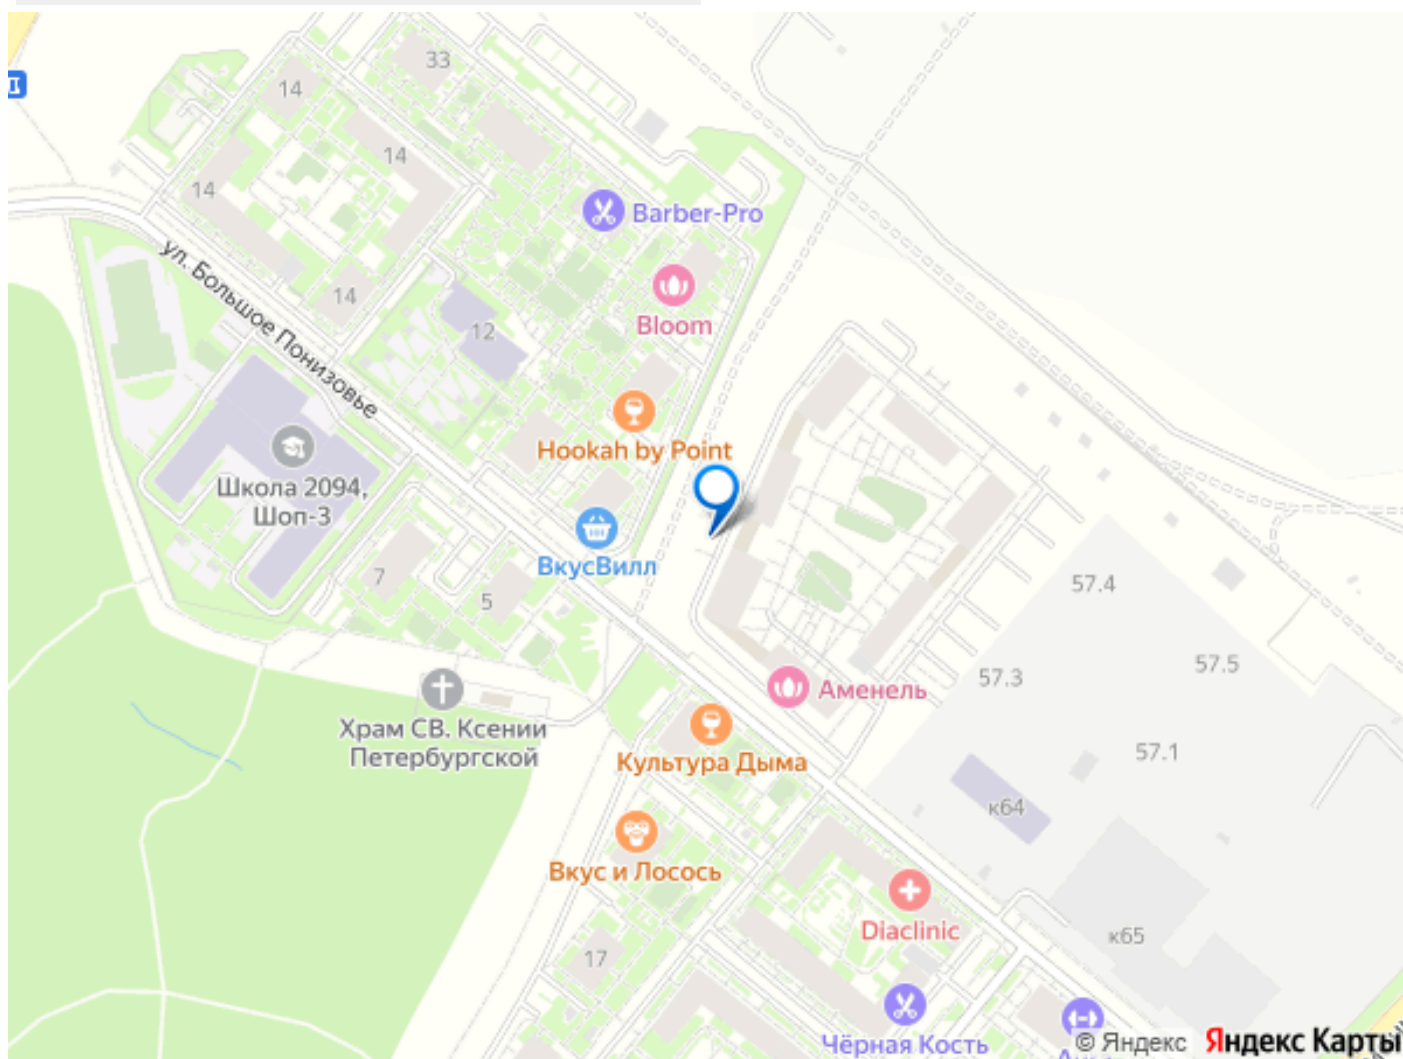 33
14
14
14
Barber-Pro
ул. Большое Понизовье
Bloom
14
12
Hookah by Point
Школа 2094,
Шоп-3
ВкусВилл
7
5
57.4
57.5
57.3
Аменель
Храм СВ. Ксении
Петербургской
Культура Дыма
57.1
к64
Вкус и Лосось
Diaclinic
к65
17
Чёрная Кость
© Яндекс Яндекс Карты